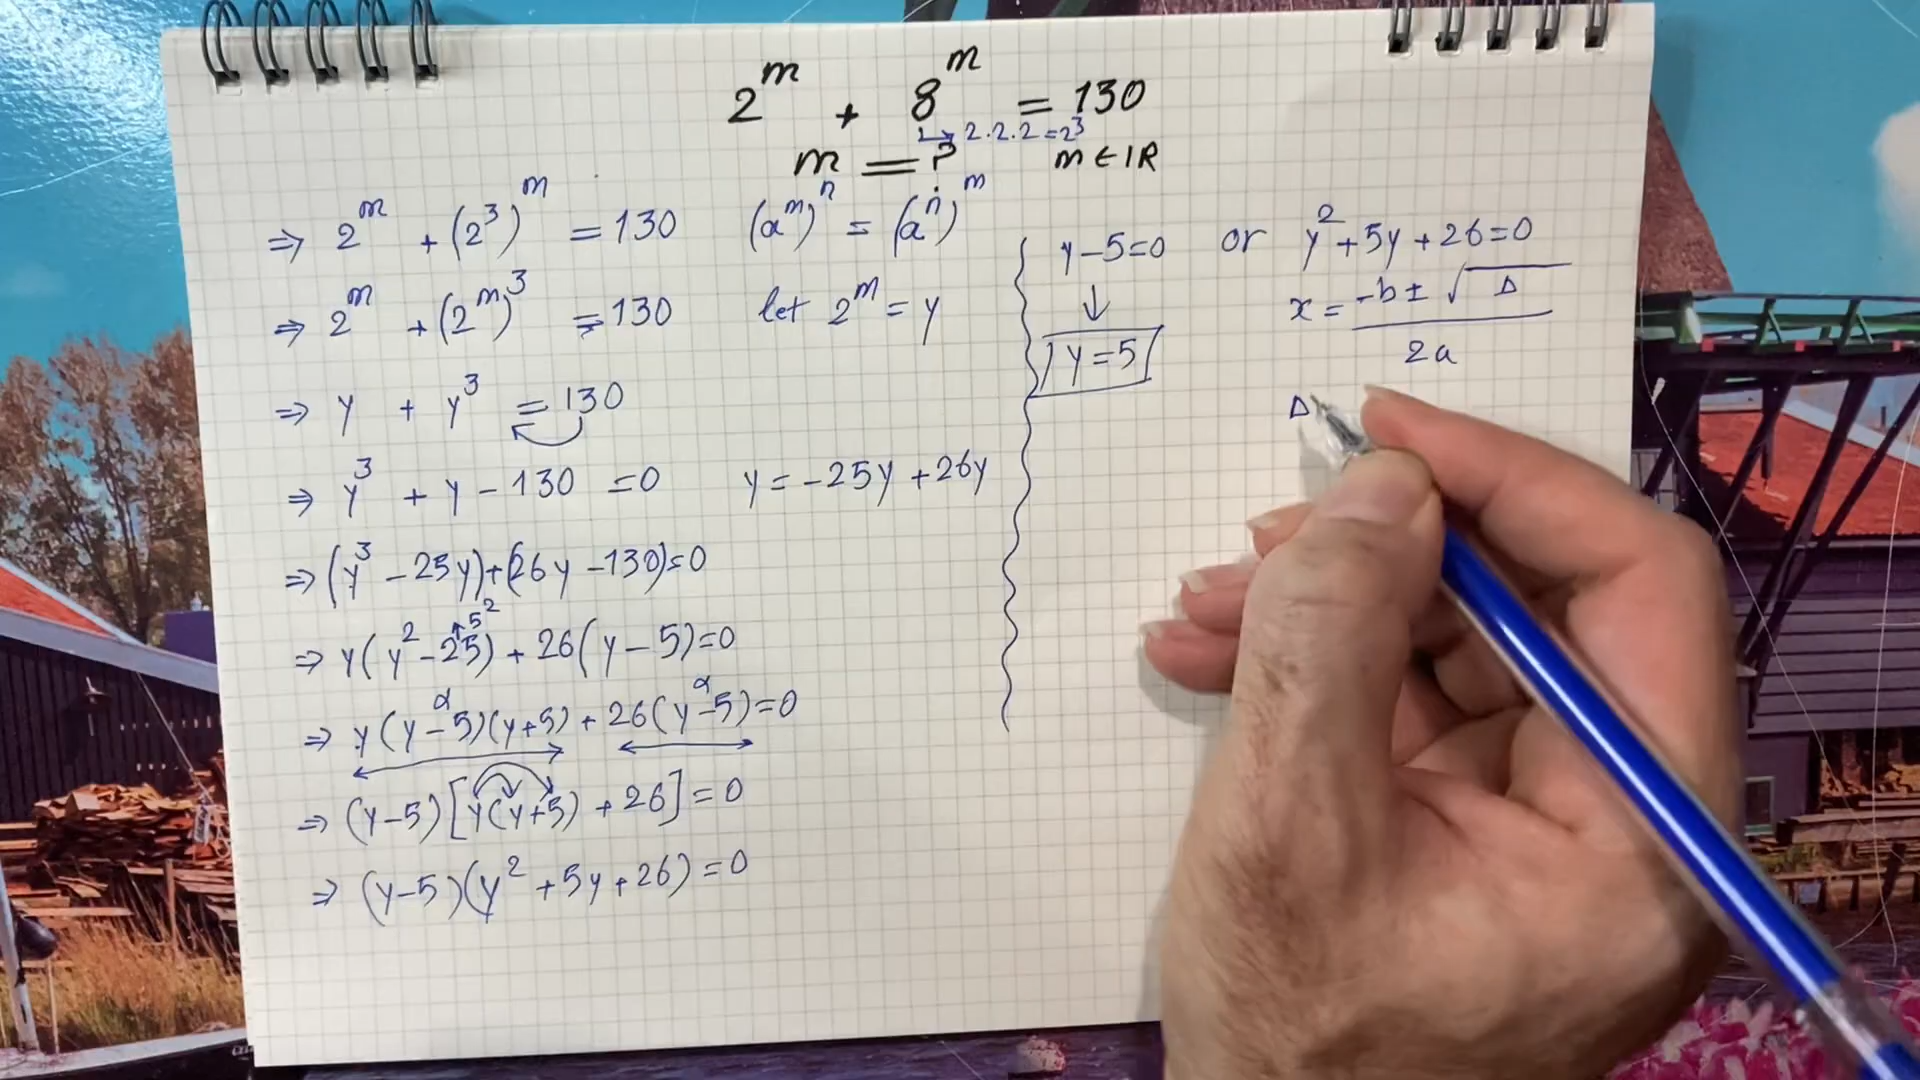 2^m + 8^m = 130
↳ 2.2.2 = 2^3
m = ? m ∈ IR
⇒ 2^m + (2^3)^m = 130 (a^m)^n = (a^n)^m
⇒ 2^m + (2^m)^3 = 130 let 2^m = y
⇒ y + y^3 = 130
⇒ y^3 + y - 130 = 0 y = -25y + 26y
⇒ (y^3 - 25y) + (26y - 130) = 0
⇒ y(y^2 - 25) + 26(y - 5) = 0
↑ 5^2
⇒ y(y - 5)(y + 5) + 26(y - 5) = 0
⇒ (y - 5)[y(y + 5) + 26] = 0
⇒ (y - 5)(y^2 + 5y + 26) = 0
y - 5 = 0 or y^2 + 5y + 26 = 0
↓
y = 5
x = (-b ± √Δ) / 2a
Δ